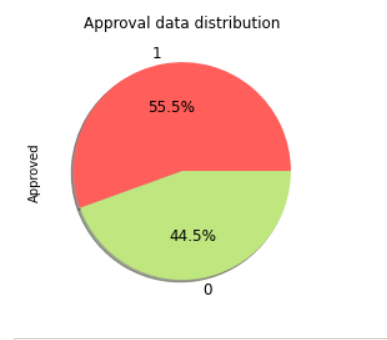 Approval data distribution
1
55.5%
Approved
44.5%
0